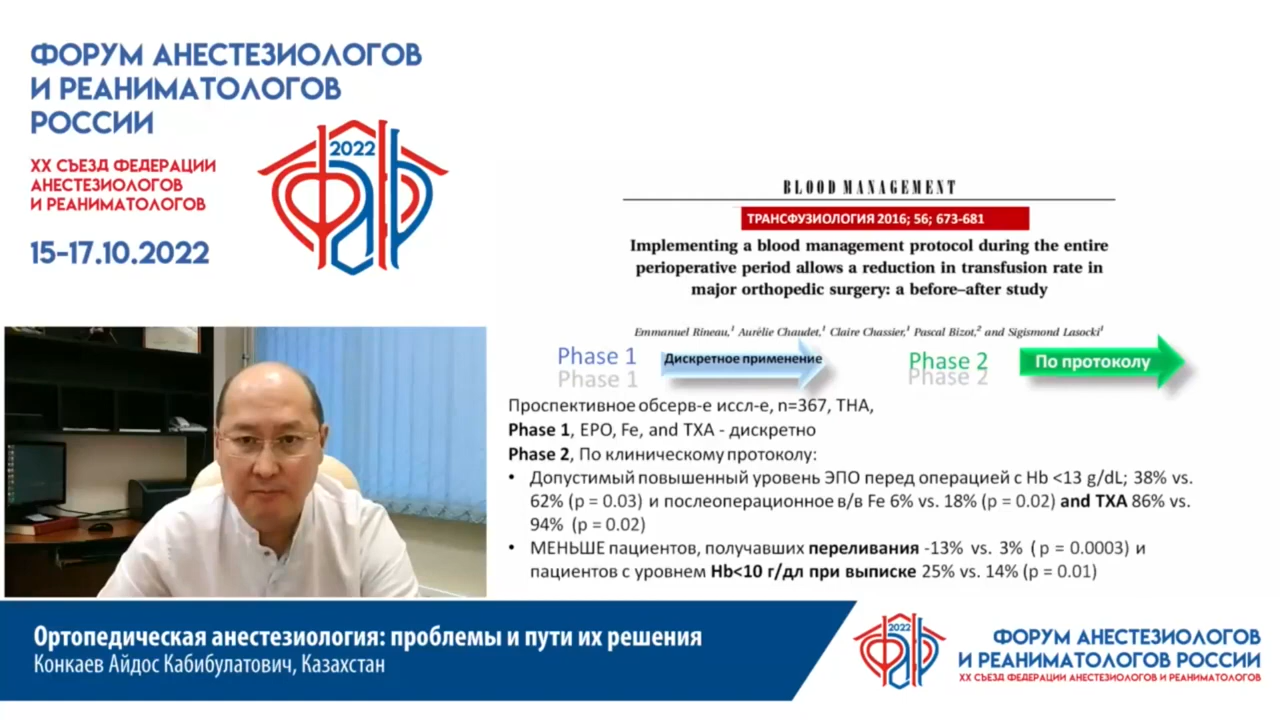 ФОРУМ АНЕСТЕЗИОЛОГОВ
И РЕАНИМАТОЛОГОВ
РОССИИ
XX СЪЕЗД ФЕДЕРАЦИИ
АНЕСТЕЗИОЛОГОВ
И РЕАНИМАТОЛОГОВ
15-17.10.2022
2022
ФАР
BLOOD MANAGEMENT
ТРАНСФУЗИОЛОГИЯ 2016; 56; 673-681
Implementing a blood management protocol during the entire
perioperative period allows a reduction in transfusion rate in
major orthopedic surgery: a before–after study
Emmanuel Rineau,1 Aurélie Chaudet,1 Claire Chassier,1 Pascal Bizot,2 and Sigismond Lasocki1
Phase 1
Дискретное применение
Phase 2
По протоколу
Проспективное обсерв-е иссл-е, n=367, THA,
Phase 1, EPO, Fe, and TXA - дискретно
Phase 2, По клиническому протоколу:
• Допустимый повышенный уровень ЭПО перед операцией с Hb <13 g/dL; 38% vs.
62% (p = 0.03) и послеоперационное в/в Fe 6% vs. 18% (p = 0.02) and TXA 86% vs.
94% (p = 0.02)
• МЕНЬШЕ пациентов, получавших переливания -13% vs. 3% ( p = 0.0003) и
пациентов с уровнем Hb<10 г/дл при выписке 25% vs. 14% (p = 0.01)
Ортопедическая анестезиология: проблемы и пути их решения
Конкаев Айдос Кабибулатович, Казахстан
2022
ФАР
ФОРУМ АНЕСТЕЗИОЛОГОВ
И РЕАНИМАТОЛОГОВ РОССИИ
XX СЪЕЗД ФЕДЕРАЦИИ АНЕСТЕЗИОЛОГОВ И РЕАНИМАТОЛОГОВ